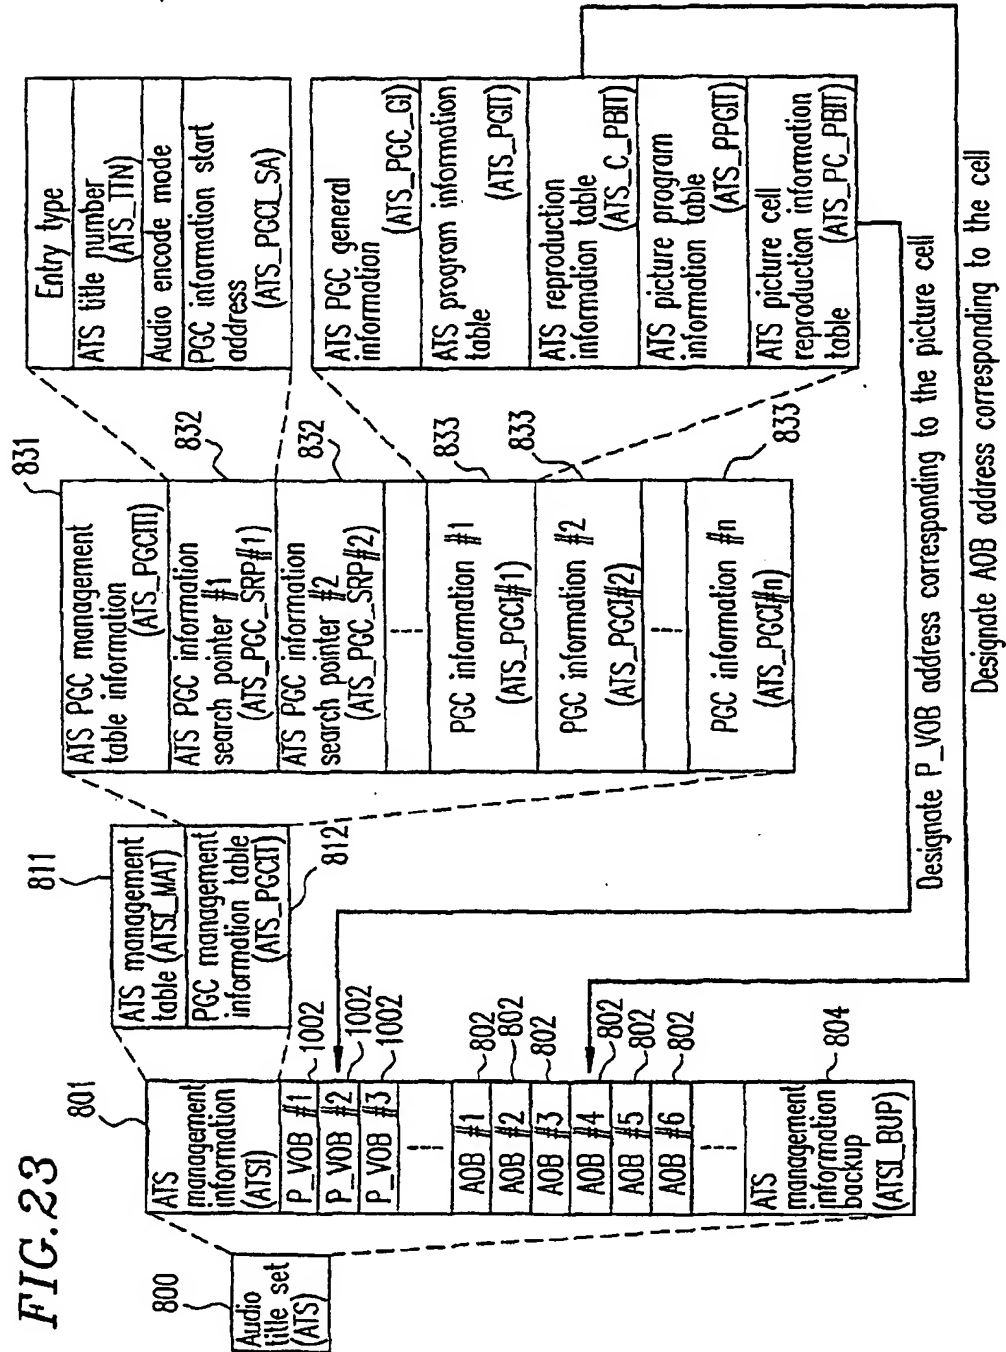 FIG.23
800
Audio
title set
(ATS)
801
ATS
management
information
(ATSI)
P_VOB #1
P_VOB #2
P_VOB #3
AOB #1
AOB #2
AOB #3
AOB #4
AOB #5
AOB #6
ATS
management
information
backup
(ATSI_BUP)
1002
1002
1002
802
802
802
802
802
802
804
811
ATS management
table (ATSI_MAT)
PGC management
information table
(ATS_PGCIT)
812
831
ATS PGC management
table information
(ATS_PGCITI)
ATS PGC information
search pointer #1
(ATS_PGC_SRP#1)
ATS PGC information
search pointer #2
(ATS_PGC_SRP#2)
PGC information #1
(ATS_PGCI#1)
PGC information #2
(ATS_PGCI#2)
PGC information #n
(ATS_PGCI#n)
832
832
833
833
833
Entry type
ATS title number
(ATS_TTN)
Audio encode mode
PGC information start
address
(ATS_PGCI_SA)
ATS PGC general
information
(ATS_PGC_GI)
ATS program information
table
(ATS_PGIT)
ATS reproduction
information table
(ATS_C_PBIT)
ATS picture program
information table
(ATS_PPGIT)
ATS picture cell
reproduction information
table
(ATS_PC_PBIT)
Designate P_VOB address corresponding to the picture cell
Designate AOB address corresponding to the cell